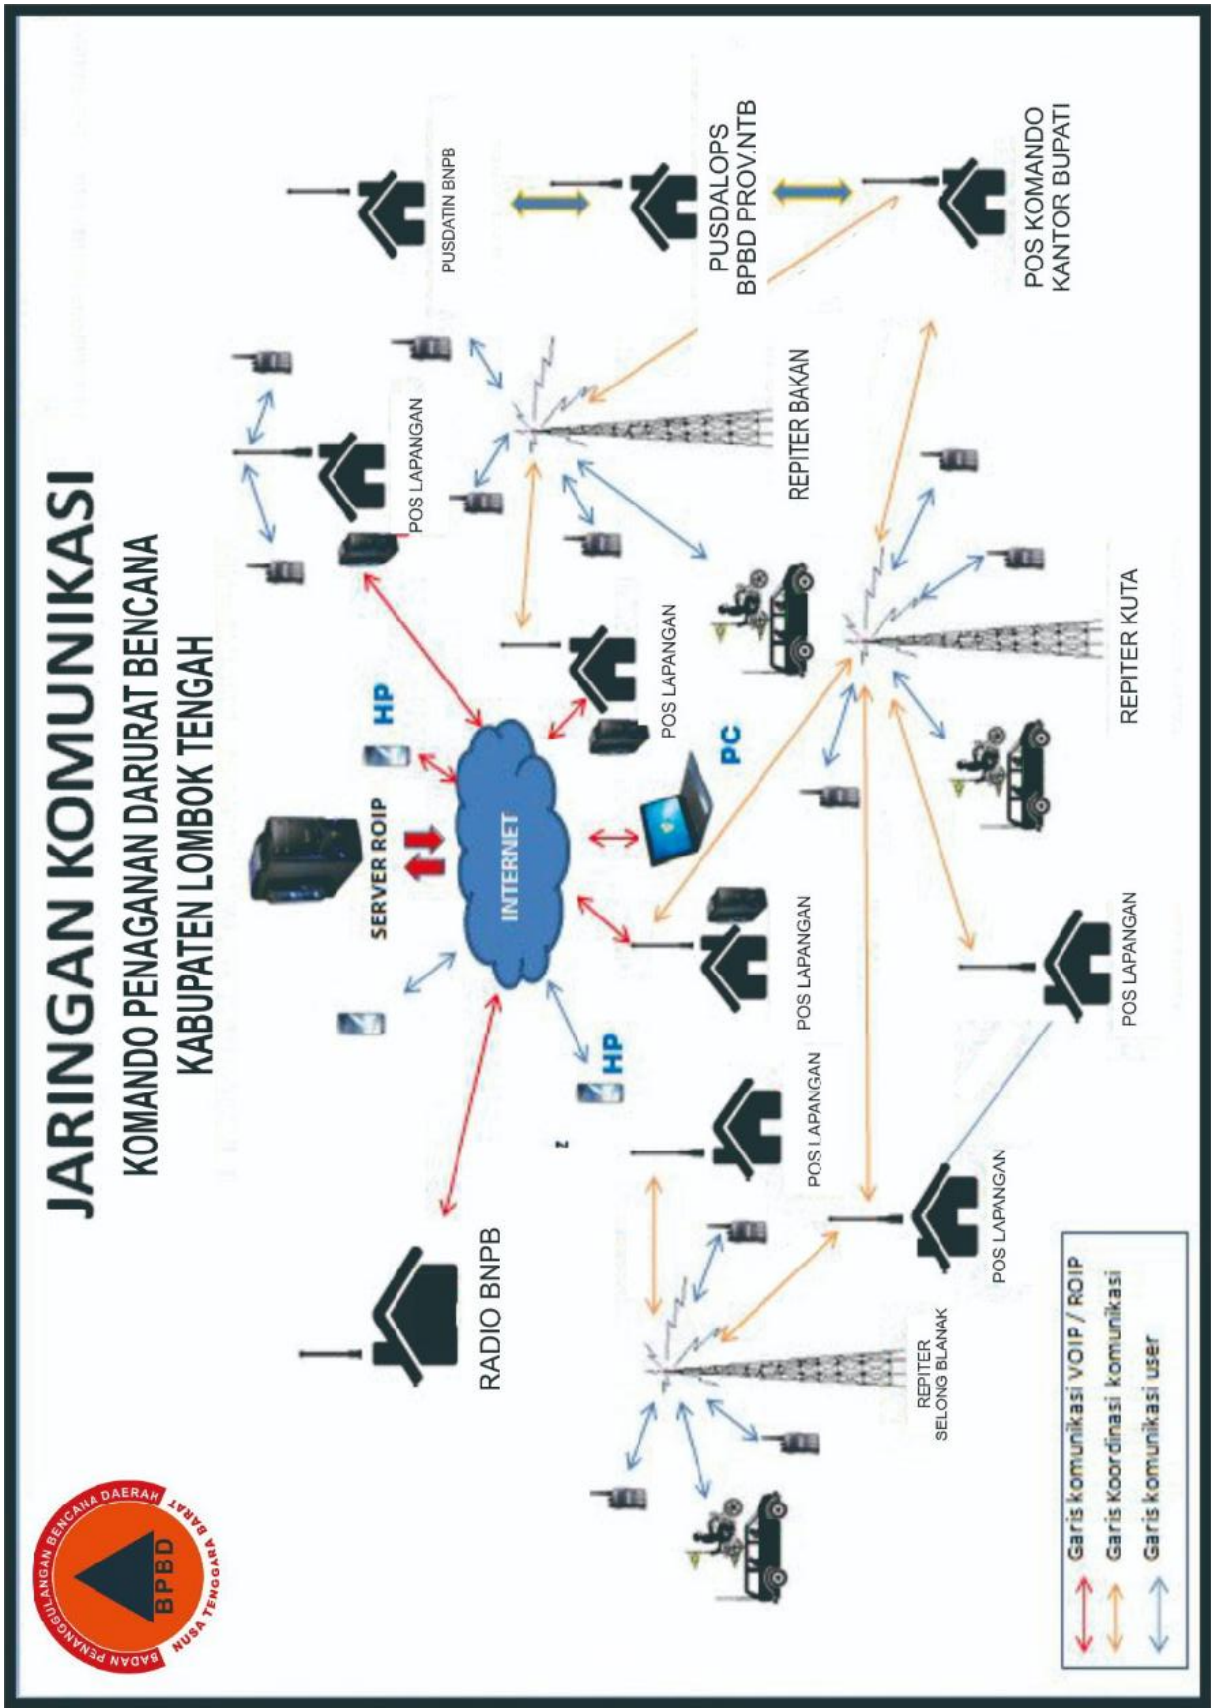 JARINGAN KOMUNIKASI
KOMANDO PENAGANAN DARURAT BENCANA
KABUPATEN LOMBOK TENGAH
BADAN PENANGGULANGAN BENCANA DAERAH
BPBD
NUSA TENGGARA BARAT
SERVER ROIP
HP
POS LAPANGAN
PUSDATIN BNPB
RADIO BNPB
INTERNET
HP
z
PC
POS LAPANGAN
REPITER BAKAN
PUSDALOPS
BPBD PROV.NTB
POS LAPANGAN
POS LAPANGAN
REPITER
SELONG BLANAK
POS LAPANGAN
POS LAPANGAN
REPITER KUTA
POS KOMANDO
KANTOR BUPATI
Garis komunikasi VOIP / ROIP
Garis Koordinasi komunikasi
Garis komunikasi user